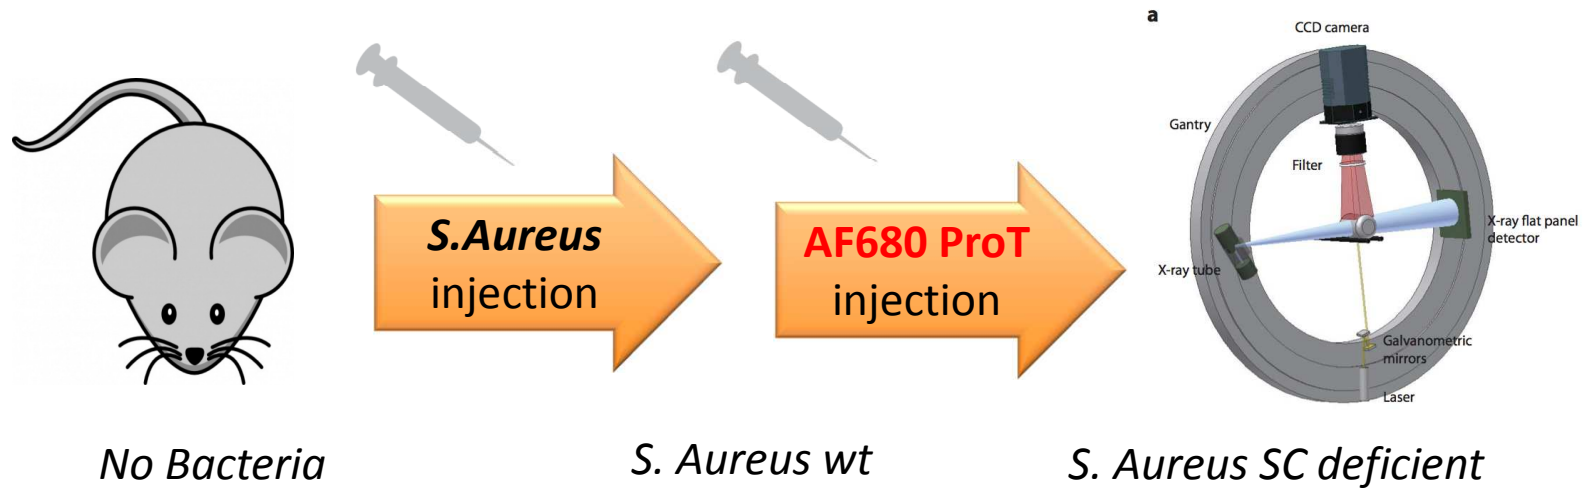 a
CCD camera
Gantry
Filter
X-ray flat panel
detector
X-ray tube
Galvanometric
mirrors
Laser
S.Aureus
injection
AF680 ProT
injection
No Bacteria
S. Aureus wt
S. Aureus SC deficient